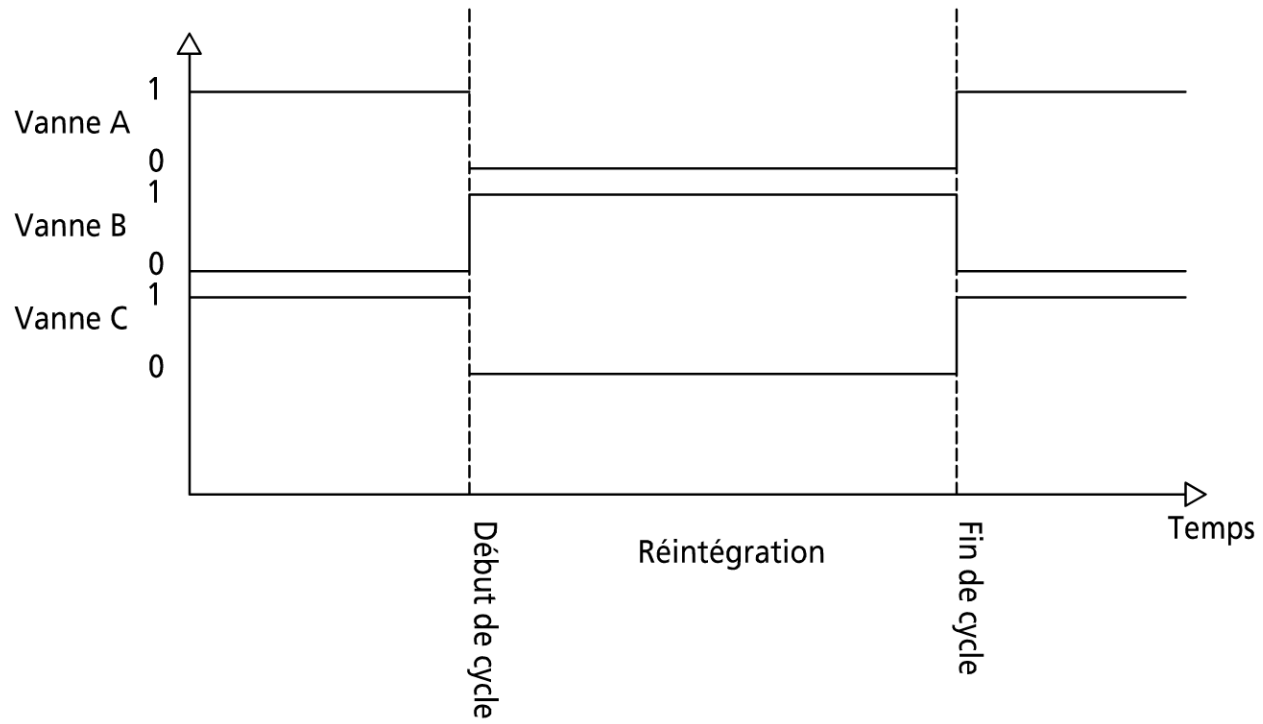 1
Vanne A
0
1
Vanne B
0
1
Vanne C
0
Temps
Début de cycle
Réintégration
Fin de cycle